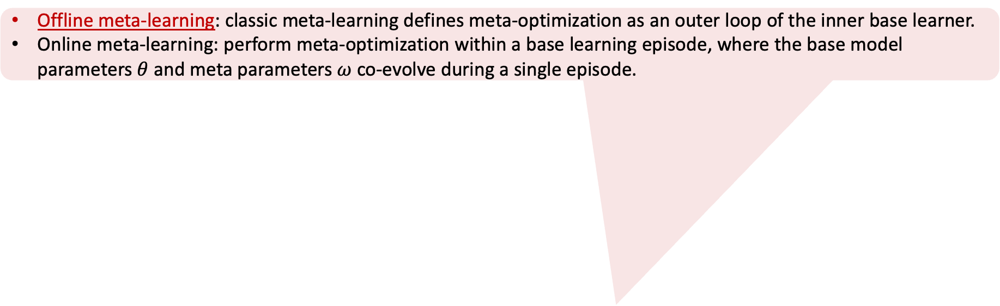 • Offline meta-learning: classic meta-learning defines meta-optimization as an outer loop of the inner base learner.
• Online meta-learning: perform meta-optimization within a base learning episode, where the base model
parameters 𝜃 and meta parameters 𝜔 co-evolve during a single episode.